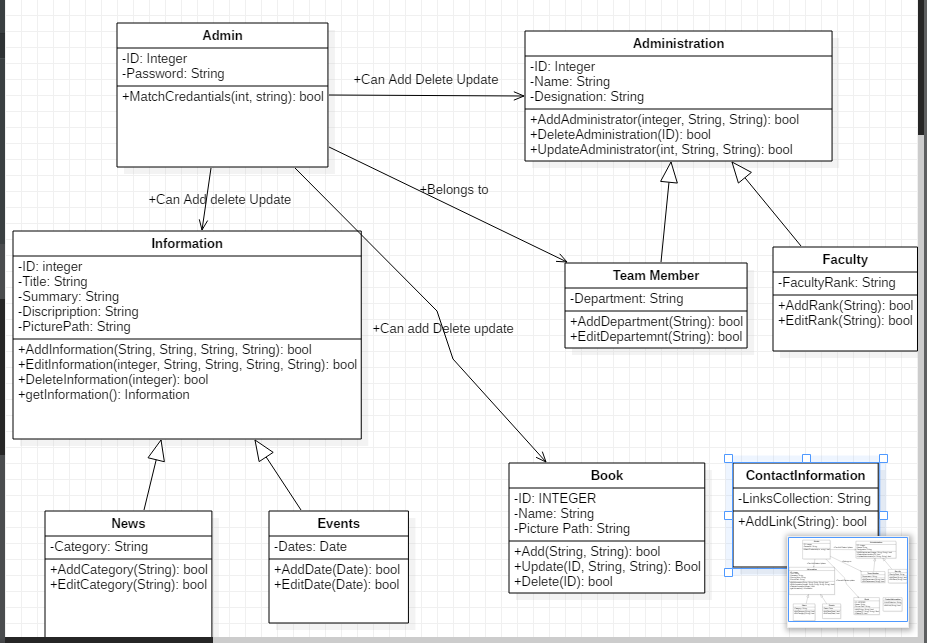 Admin
-ID: Integer
-Password: String
+MatchCredantials(int, string): bool
+Can Add Delete Update
Administration
-ID: Integer
-Name: String
-Designation: String
+AddAdministrator(integer, String, String): bool
+DeleteAdministration(ID): bool
+UpdateAdministrator(int, String, String): bool
+Can Add delete Update
+Belongs to
Information
-ID: integer
-Title: String
-Summary: String
-Discripription: String
-PicturePath: String
+AddInformation(String, String, String, String): bool
+EditInformation(integer, String, String, String, String): bool
+DeleteInformation(integer): bool
+getInformation(): Information
+Can add Delete update
Team Member
-Department: String
+AddDepartment(String): bool
+EditDepartemnt(String): bool
Faculty
-FacultyRank: String
+AddRank(String): bool
+EditRank(String): bool
News
-Category: String
+AddCategory(String): bool
+EditCategory(String): bool
Events
-Dates: Date
+AddDate(Date): bool
+EditDate(Date): bool
Book
-ID: INTEGER
-Name: String
-Picture Path: String
+Add(String, String): bool
+Update(ID, String, String): Bool
+Delete(ID): bool
ContactInformation
-LinksCollection: String
+AddLink(String): bool